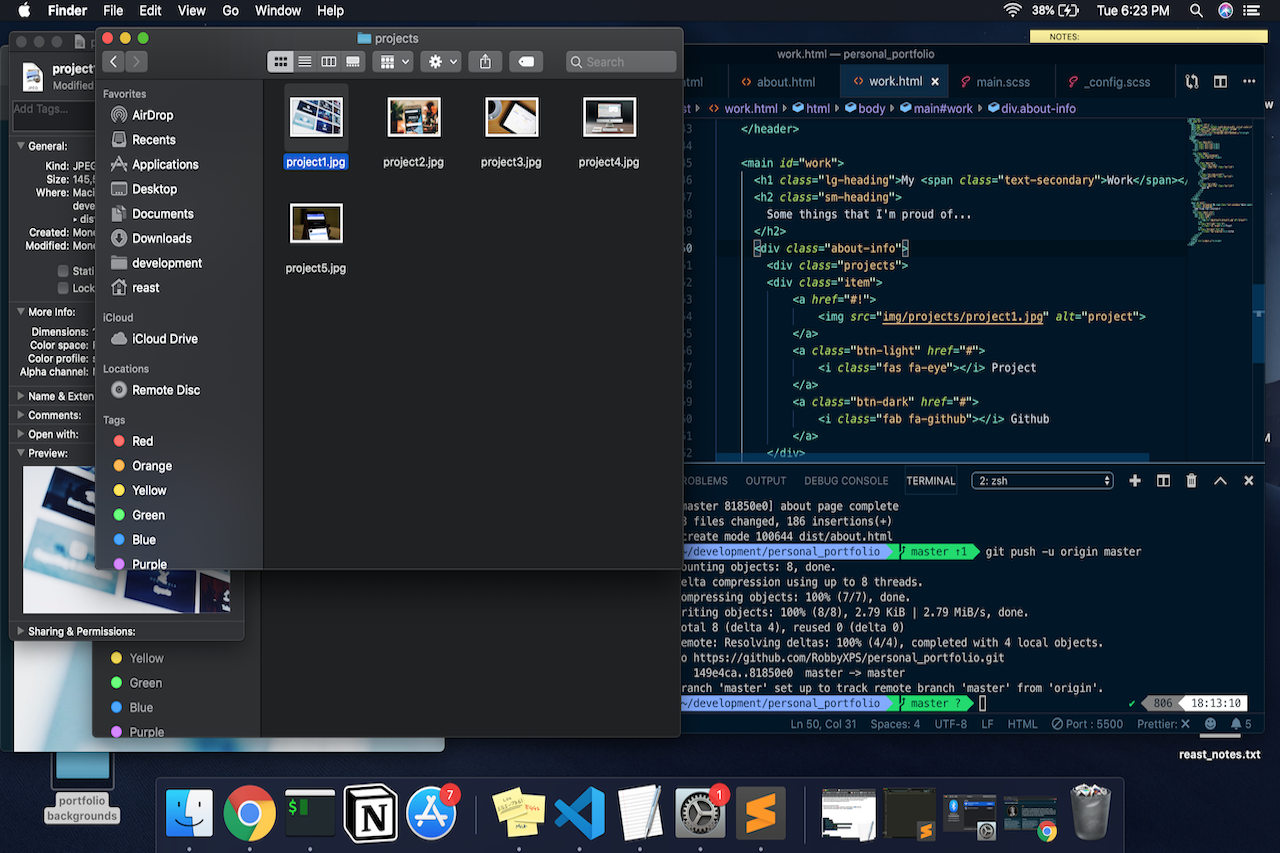 Finder File Edit View Go Window Help 38% Tue 6:23 PM
NOTES:
projects
Search
Favorites
AirDrop
Recents
Applications
Desktop
Documents
Downloads
development
reast
iCloud
iCloud Drive
Locations
Remote Disc
Tags
Red
Orange
Yellow
Green
Blue
Purple
project1.jpg project2.jpg project3.jpg project4.jpg
project5.jpg
project1
Modified:
Add Tags...
General:
Kind: JPEG
Size: 145,5
Where: Maci
deve
▸ dis
Created: Mond
Modified: Mond
Stati
Lock
More Info:
Dimensions:
Color space:
Color profile:
Alpha channel:
Name & Exten
Comments:
Open with:
Preview:
Sharing & Permissions:
Yellow
Green
Blue
Purple
work.html — personal_portfolio
about.html work.html main.scss _config.scss
work.html html body main#work div.about-info
</header>
<main id="work">
<h1 class="lg-heading">My <span class="text-secondary">Work</span></
<h2 class="sm-heading">
Some things that I'm proud of...
</h2>
<div class="about-info">
<div class="projects">
<div class="item">
<a href="#!">
<img src="img/projects/project1.jpg" alt="project">
</a>
<a class="btn-light" href="#">
<i class="fas fa-eye"></i> Project
</a>
<a class="btn-dark" href="#">
<i class="fab fa-github"></i> Github
</a>
</div>
ROBLEMS OUTPUT DEBUG CONSOLE TERMINAL 2: zsh
master 81850e0] about page complete
3 files changed, 186 insertions(+)
create mode 100644 dist/about.html
~/development/personal_portfolio master ↑1 git push -u origin master
ounting objects: 8, done.
elta compression using up to 8 threads.
ompressing objects: 100% (7/7), done.
riting objects: 100% (8/8), 2.79 KiB | 2.79 MiB/s, done.
otal 8 (delta 4), reused 0 (delta 0)
emote: Resolving deltas: 100% (4/4), completed with 4 local objects.
o https://github.com/RobbyXPS/personal_portfolio.git
149e4ca..81850e0 master -> master
ranch 'master' set up to track remote branch 'master' from 'origin'.
~/development/personal_portfolio master ? ✔ 806 18:13:10
Ln 50, Col 31 Spaces: 4 UTF-8 LF HTML Port : 5500 Prettier: ✕ 5
reast_notes.txt
portfolio
backgrounds
7
1